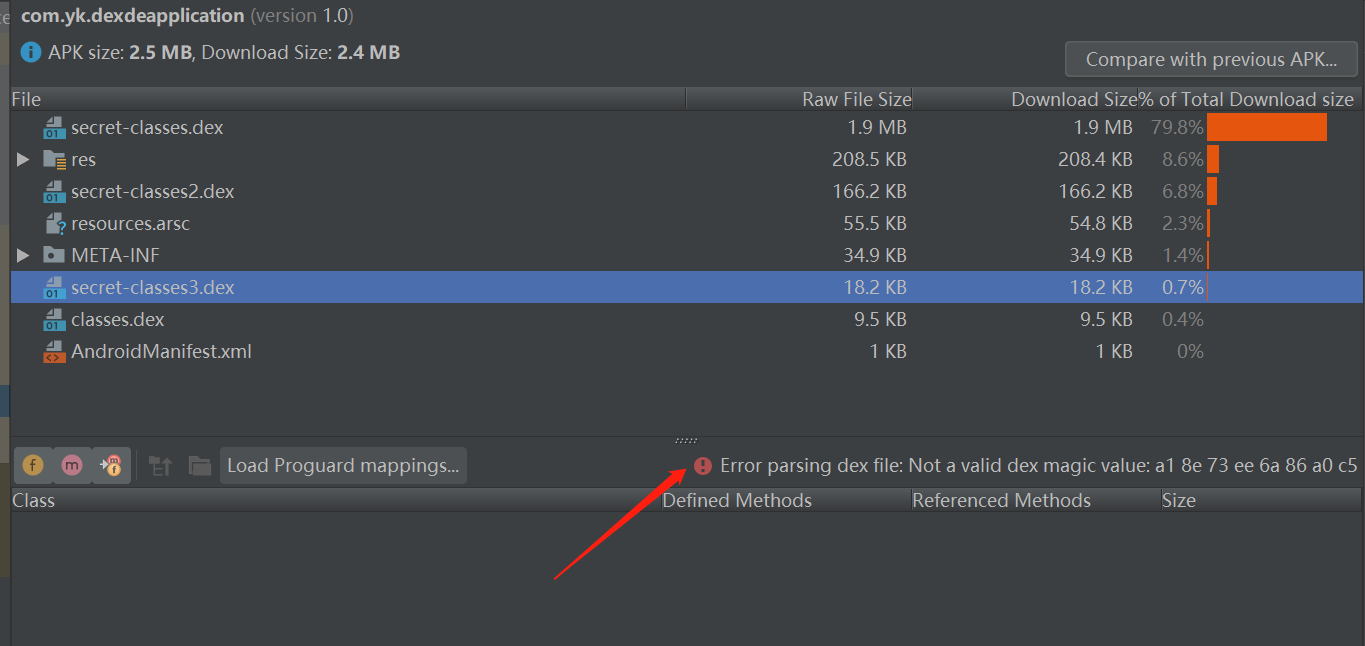 com.yk.dexdeapplication (version 1.0)
APK size: 2.5 MB, Download Size: 2.4 MB
Compare with previous APK...
File Raw File Size Download Size % of Total Download size
secret-classes.dex 1.9 MB 1.9 MB 79.8%
res 208.5 KB 208.4 KB 8.6%
secret-classes2.dex 166.2 KB 166.2 KB 6.8%
resources.arsc 55.5 KB 54.8 KB 2.3%
META-INF 34.9 KB 34.9 KB 1.4%
secret-classes3.dex 18.2 KB 18.2 KB 0.7%
classes.dex 9.5 KB 9.5 KB 0.4%
AndroidManifest.xml 1 KB 1 KB 0%
Load Proguard mappings... Error parsing dex file: Not a valid dex magic value: a1 8e 73 ee 6a 86 a0 c5
Class Defined Methods Referenced Methods Size